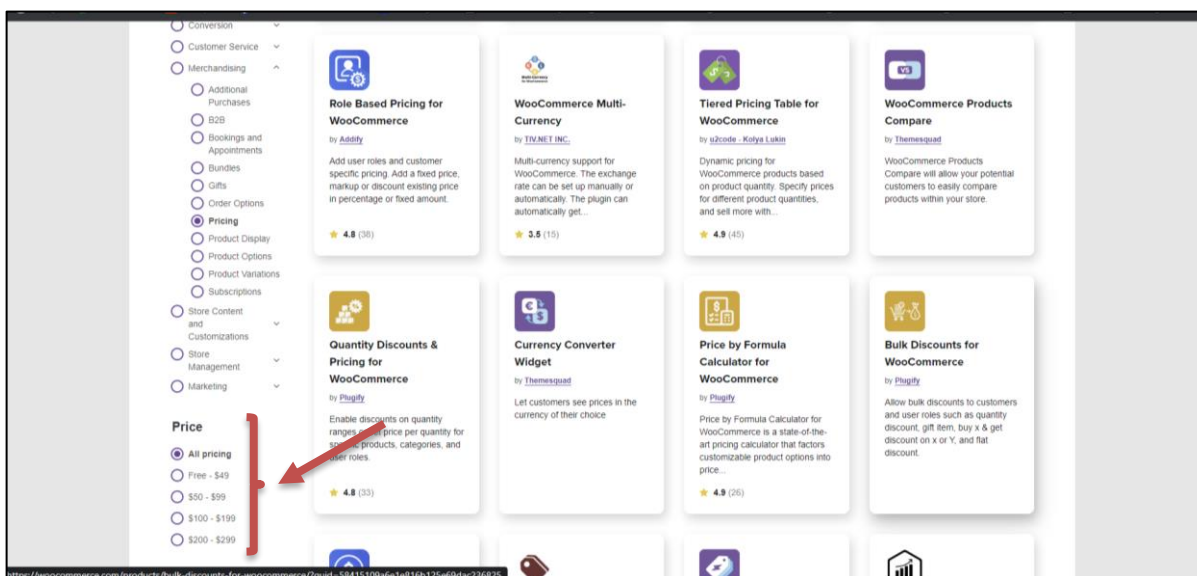 Conversion
Customer Service
Merchandising
Additional
Purchases
B2B
Bookings and
Appointments
Bundles
Gifts
Order Options
Pricing
Product Display
Product Options
Product Variations
Subscriptions
Store Content
and
Customizations
Store
Management
Marketing
Price
All pricing
Free - $49
$50 - $99
$100 - $199
$200 - $299
Role Based Pricing for
WooCommerce
by Addify
Add user roles and customer
specific pricing. Add a fixed price,
markup or discount existing price
in percentage or fixed amount.
4.8 (38)
WooCommerce Multi-
Currency
by TIV.NET INC.
Multi-currency support for
WooCommerce. The exchange
rate can be set up manually or
automatically. The plugin can
automatically get...
3.5 (15)
Tiered Pricing Table for
WooCommerce
by u2code - Kolya Lukin
Dynamic pricing for
WooCommerce products based
on product quantity. Specify prices
for different product quantities,
and sell more with...
4.9 (45)
VS
WooCommerce Products
Compare
by Themesquad
WooCommerce Products
Compare will allow your potential
customers to easily compare
products within your store.
Quantity Discounts &
Pricing for
WooCommerce
by Plugify
Enable discounts on quantity
ranges price per quantity for
products, categories, and
user roles.
4.8 (33)
Currency Converter
Widget
by Themesquad
Let customers see prices in the
currency of their choice
Price by Formula
Calculator for
WooCommerce
by Plugify
Price by Formula Calculator for
WooCommerce is a state-of-the-
art pricing calculator that factors
customizable product options into
price...
4.9 (26)
Bulk Discounts for
WooCommerce
by Plugify
Allow bulk discounts to customers
and user roles such as quantity
discount, gift item, buy x & get
discount on x or Y, and flat
discount.